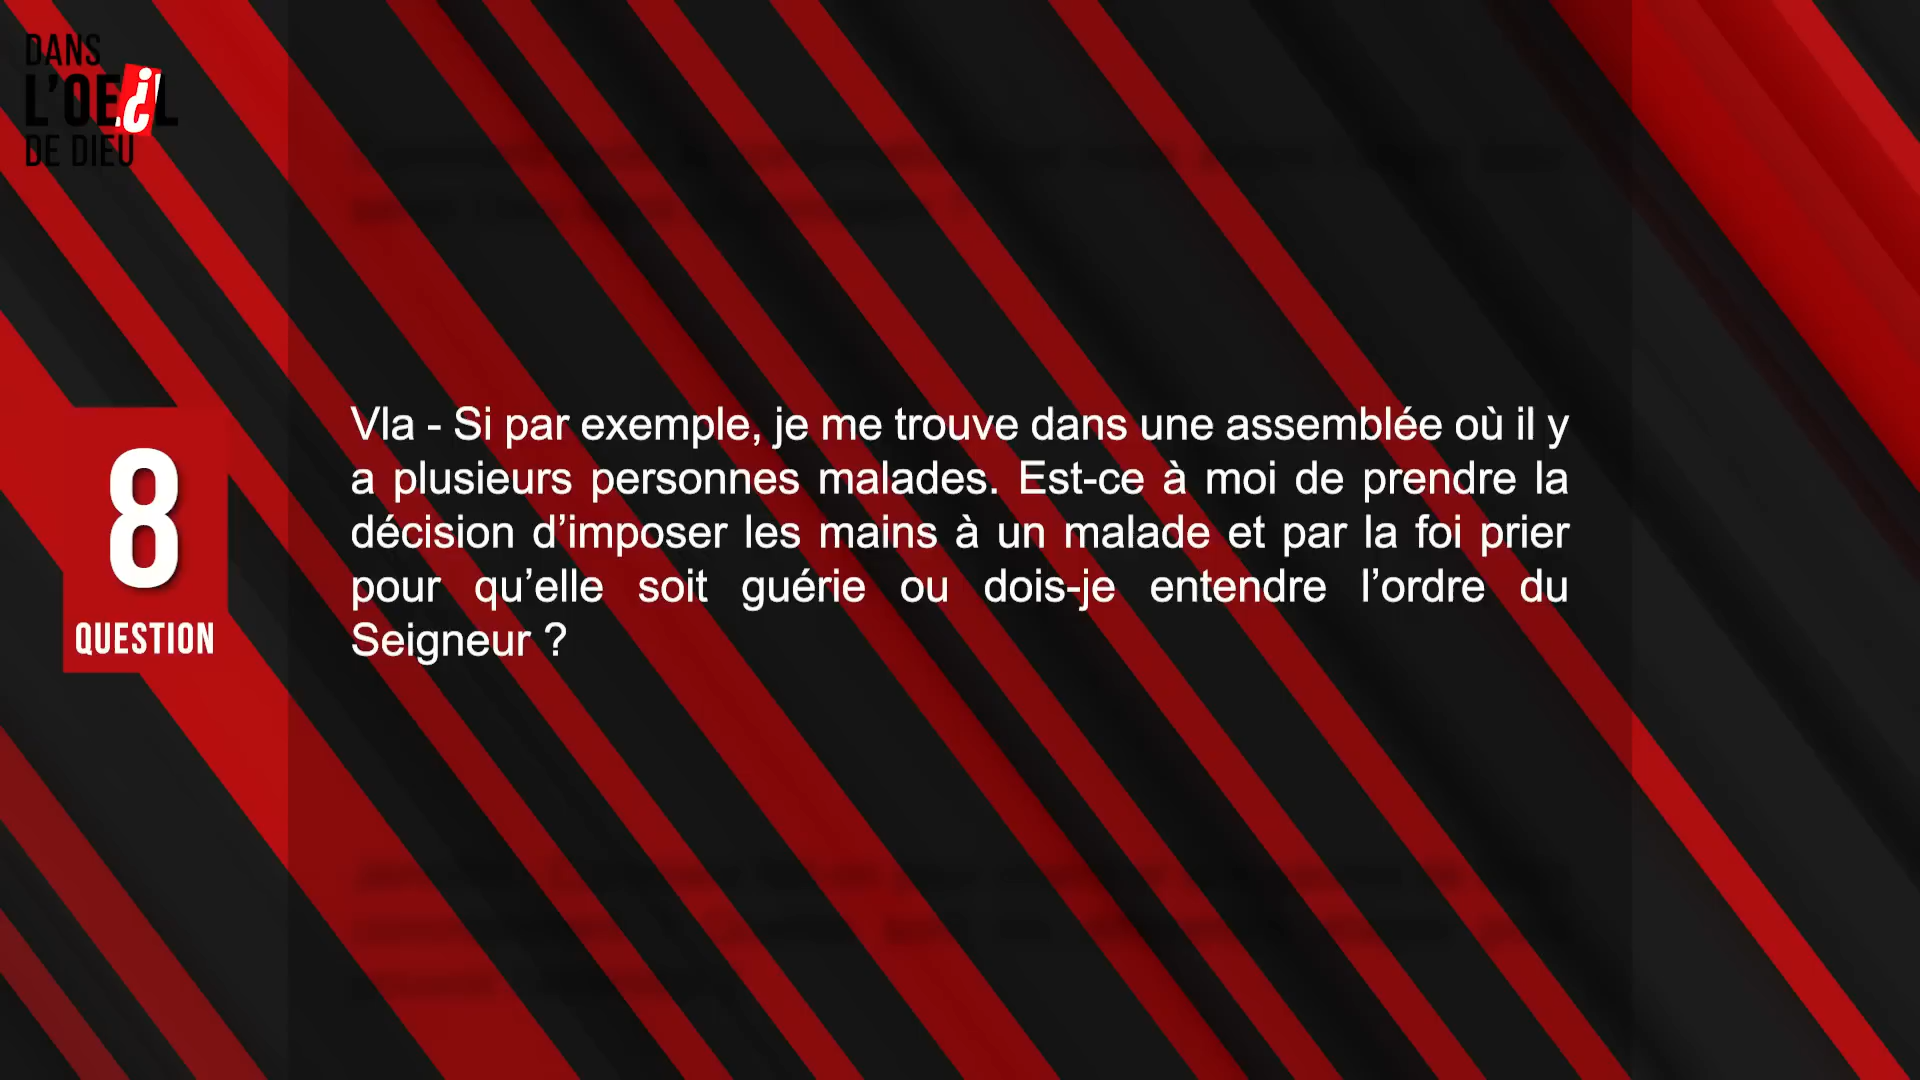 DANS
L'OEIL
DE DIEU
Vla - Si par exemple, je me trouve dans une assemblée où il y
a plusieurs personnes malades. Est-ce à moi de prendre la
décision d’imposer les mains à un malade et par la foi prier
pour qu’elle soit guérie ou dois-je entendre l’ordre du
Seigneur ?
8
QUESTION